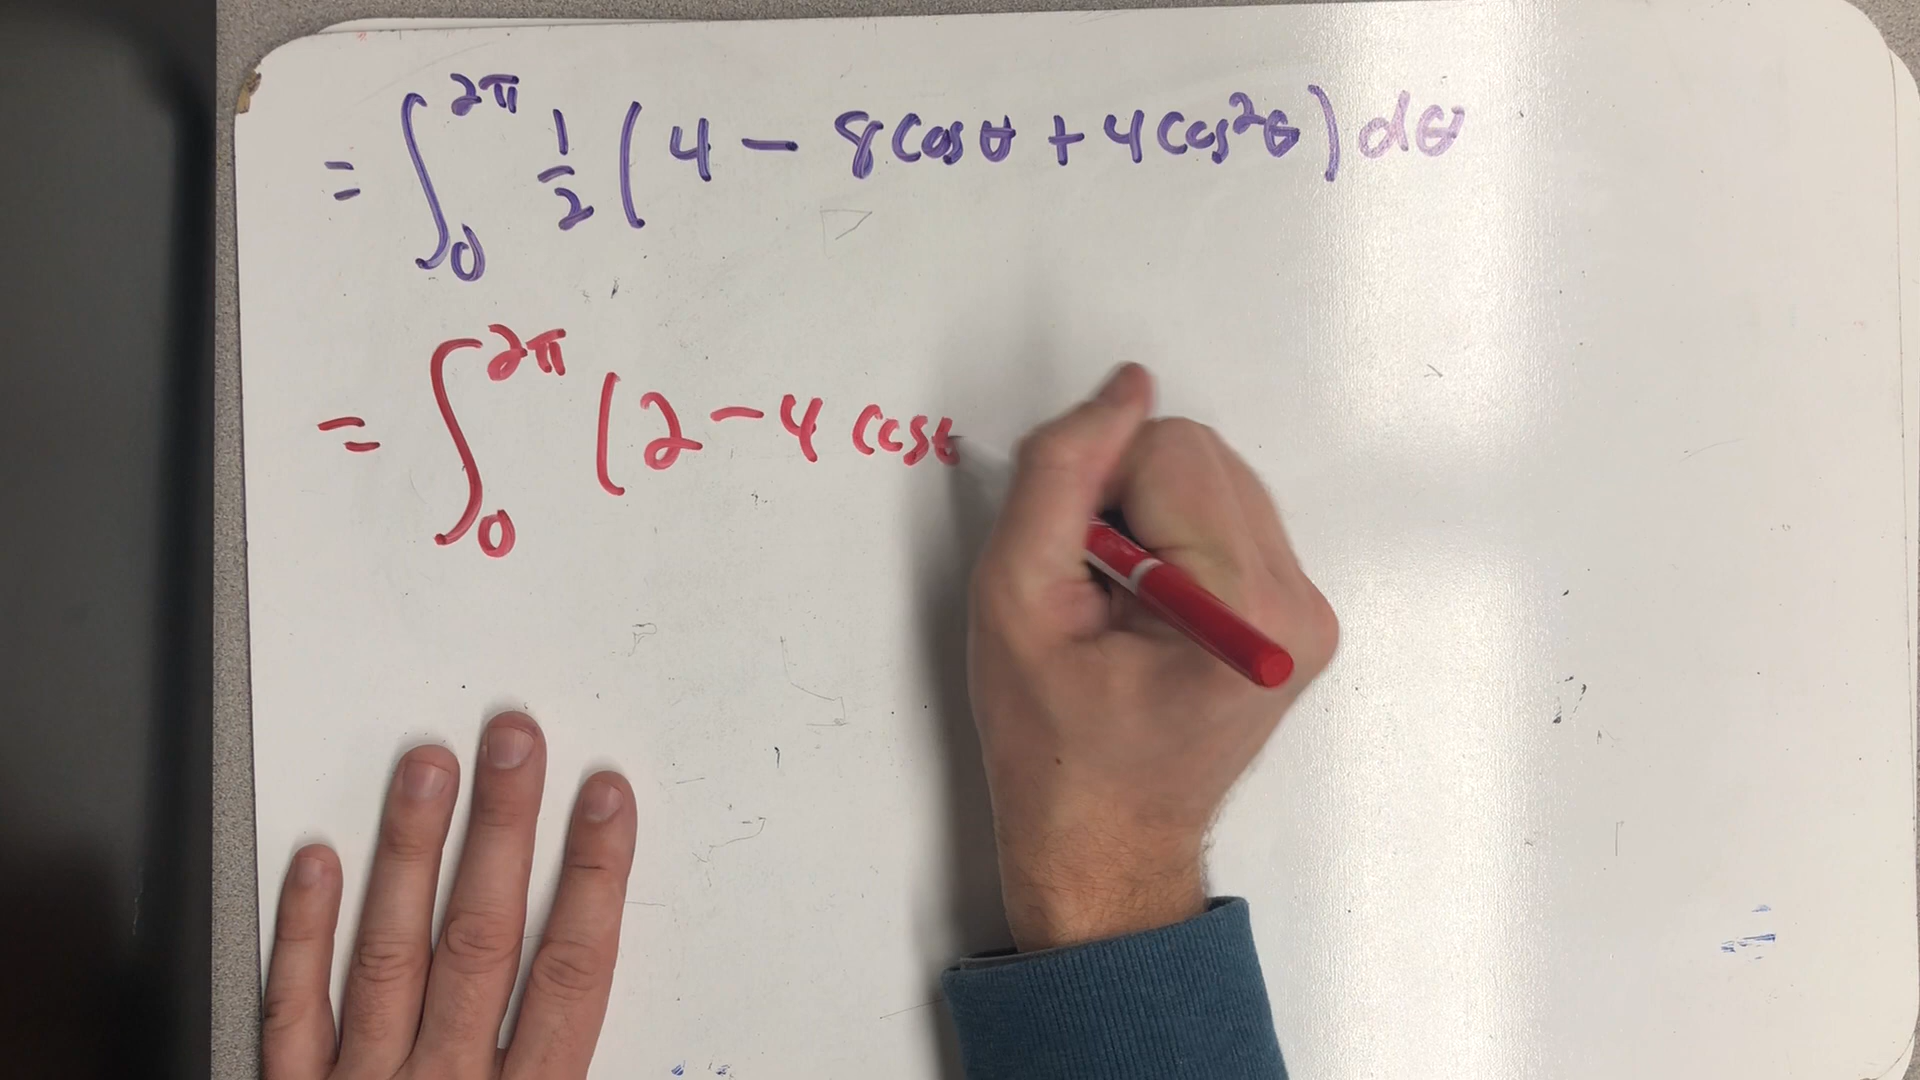 = ∫₀^2π 1/2 (4 − 8cosθ + 4cos²θ) dθ
= ∫₀^2π (2 − 4 cosθ